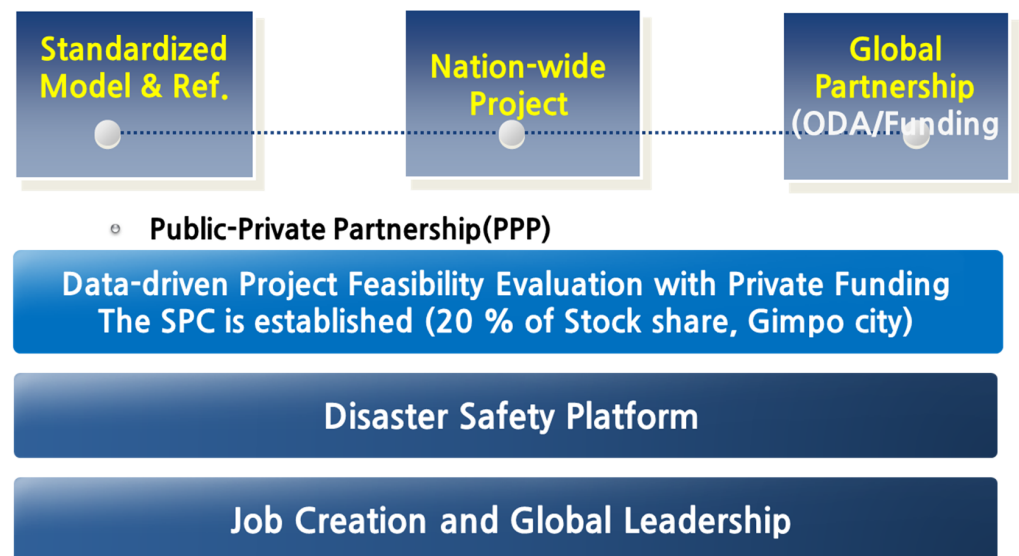 Standardized
Model & Ref.
Nation-wide
Project
Global
Partnership
(ODA/Funding
Public-Private Partnership(PPP)
Data-driven Project Feasibility Evaluation with Private Funding
The SPC is established (20 % of Stock share, Gimpo city)
Disaster Safety Platform
Job Creation and Global Leadership